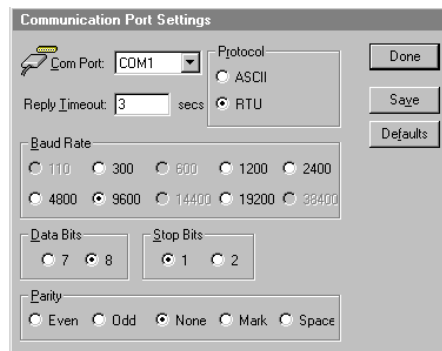 Communication Port Settings
Com Port: COM1
Reply Timeout: 3 secs
Protocol
ASCII
RTU
Done
Save
Defaults
Baud Rate
110 300 600 1200 2400
4800 9600 14400 19200 38400
Data Bits
7 8
Stop Bits
1 2
Parity
Even Odd None Mark Space